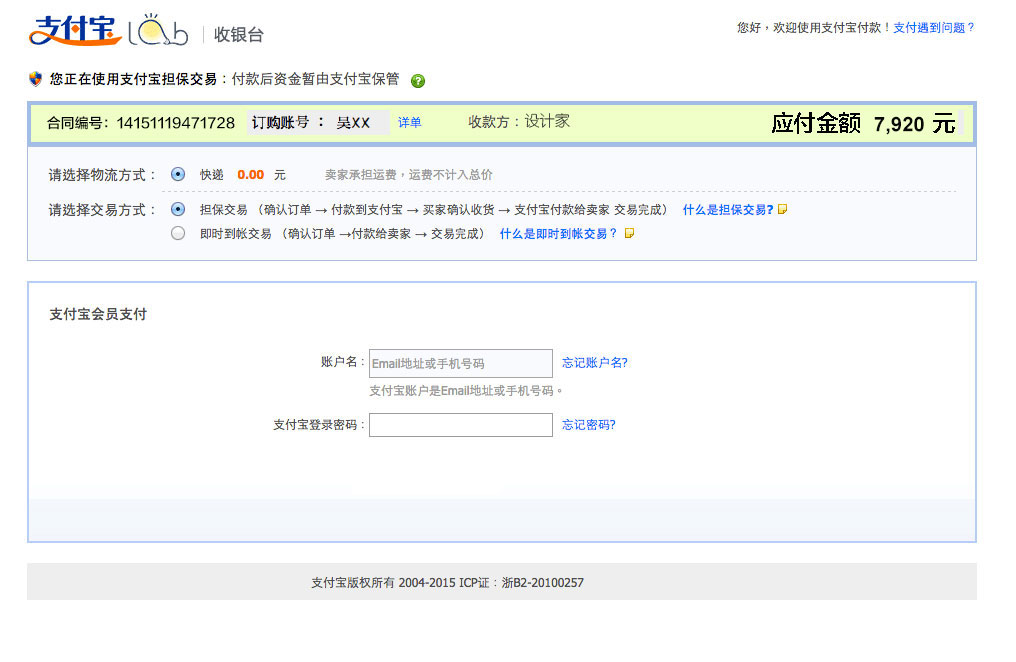 支付宝 Lab 收银台
您好，欢迎使用支付宝付款！支付遇到问题？
您正在使用支付宝担保交易：付款后资金暂由支付宝保管 ?
合同编号：14151119471728 订购账号 ： 吴XX 详单 收款方：设计家 应付金额 7,920 元
请选择物流方式： 快递 0.00 元 卖家承担运费，运费不计入总价
请选择交易方式： 担保交易 （确认订单 → 付款到支付宝 → 买家确认收货 → 支付宝付款给卖家 交易完成） 什么是担保交易?
即时到帐交易 （确认订单 →付款给卖家 → 交易完成） 什么是即时到帐交易？
支付宝会员支付
账户名： Email地址或手机号码 忘记账户名?
支付宝账户是Email地址或手机号码。
支付宝登录密码： 忘记密码?
支付宝版权所有 2004-2015 ICP证：浙B2-20100257